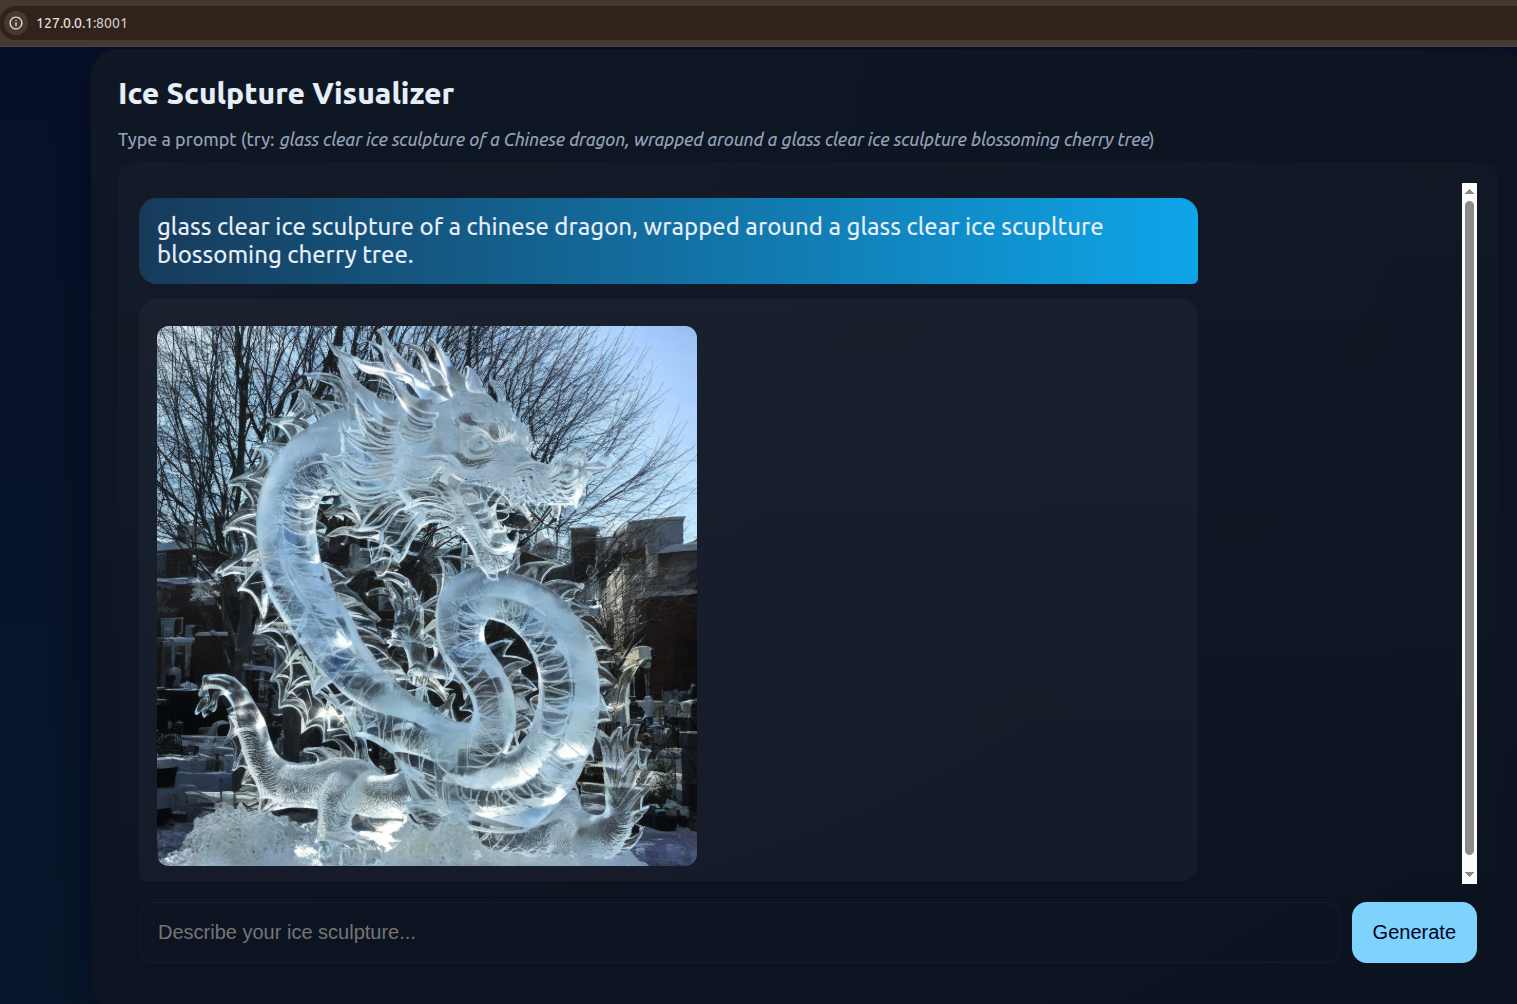 127.0.0.1:8001
Ice Sculpture Visualizer
Type a prompt (try: glass clear ice sculpture of a Chinese dragon, wrapped around a glass clear ice sculpture blossoming cherry tree)
glass clear ice sculpture of a chinese dragon, wrapped around a glass clear ice scuplture
blossoming cherry tree.
Describe your ice sculpture...
Generate